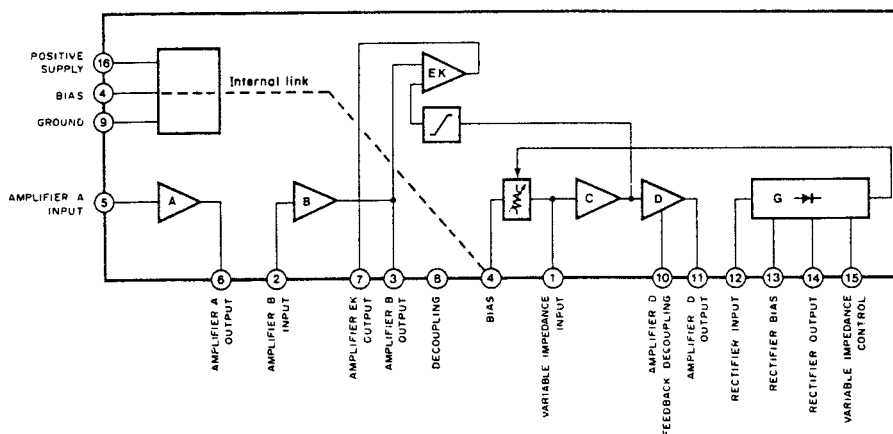 POSITIVE
SUPPLY
16
BIAS
4
GROUND
9
Internal link
EK
AMPLIFIER A
INPUT
5
A
B
C
D
G
6
2
7
3
8
4
1
10
11
12
13
14
15
AMPLIFIER A
OUTPUT
AMPLIFIER B
INPUT
AMPLIFIER EK
OUTPUT
AMPLIFIER B
OUTPUT
DECOUPLING
BIAS
VARIABLE IMPEDANCE
INPUT
AMPLIFIER D
FEEDBACK DECOUPLING
AMPLIFIER D
OUTPUT
RECTIFIER INPUT
RECTIFIER BIAS
RECTIFIER OUTPUT
VARIABLE IMPEDANCE
CONTROL